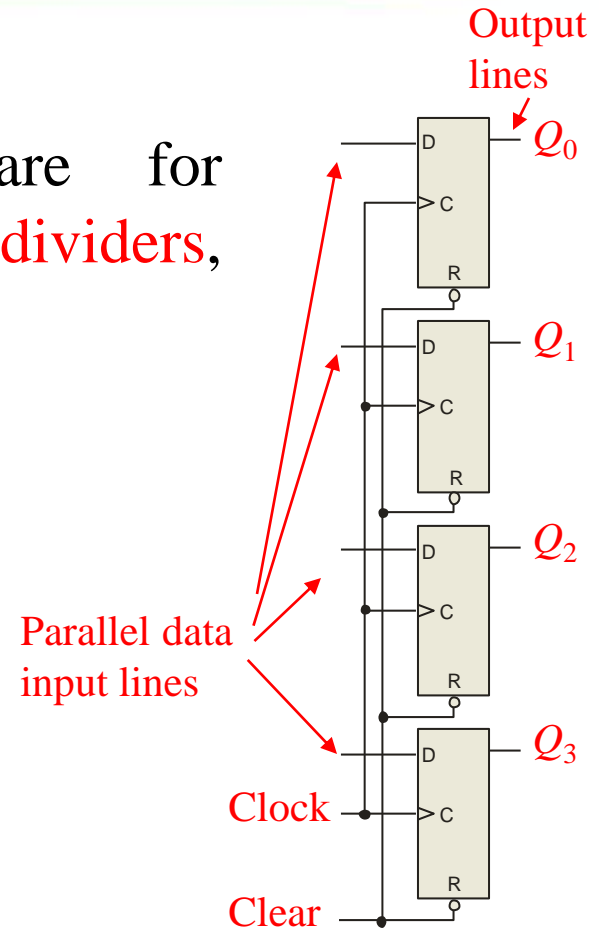 Output
lines
are for
dividers,
D
Q0
C
R
D
Q1
C
R
D
Q2
C
R
Parallel data
input lines
D
Q3
Clock
C
R
Clear